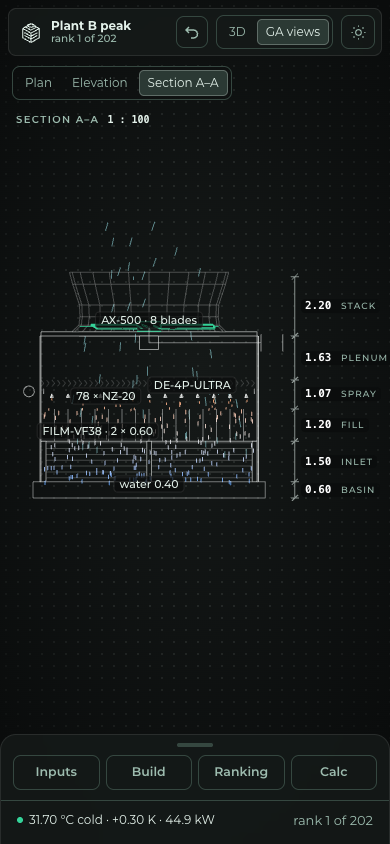 Plant B peak
rank 1 of 202
3D
GA views
Plan
Elevation
Section A–A
SECTION A–A 1 : 100
AX-500 · 8 blades
2.20 STACK
1.63 PLENUM
DE-4P-ULTRA
78 × NZ-20
1.07 SPRAY
FILM-VF38 · 2 × 0.60
1.20 FILL
1.50 INLET
water 0.40
0.60 BASIN
Inputs
Build
Ranking
Calc
31.70 °C cold · +0.30 K · 44.9 kW
rank 1 of 202